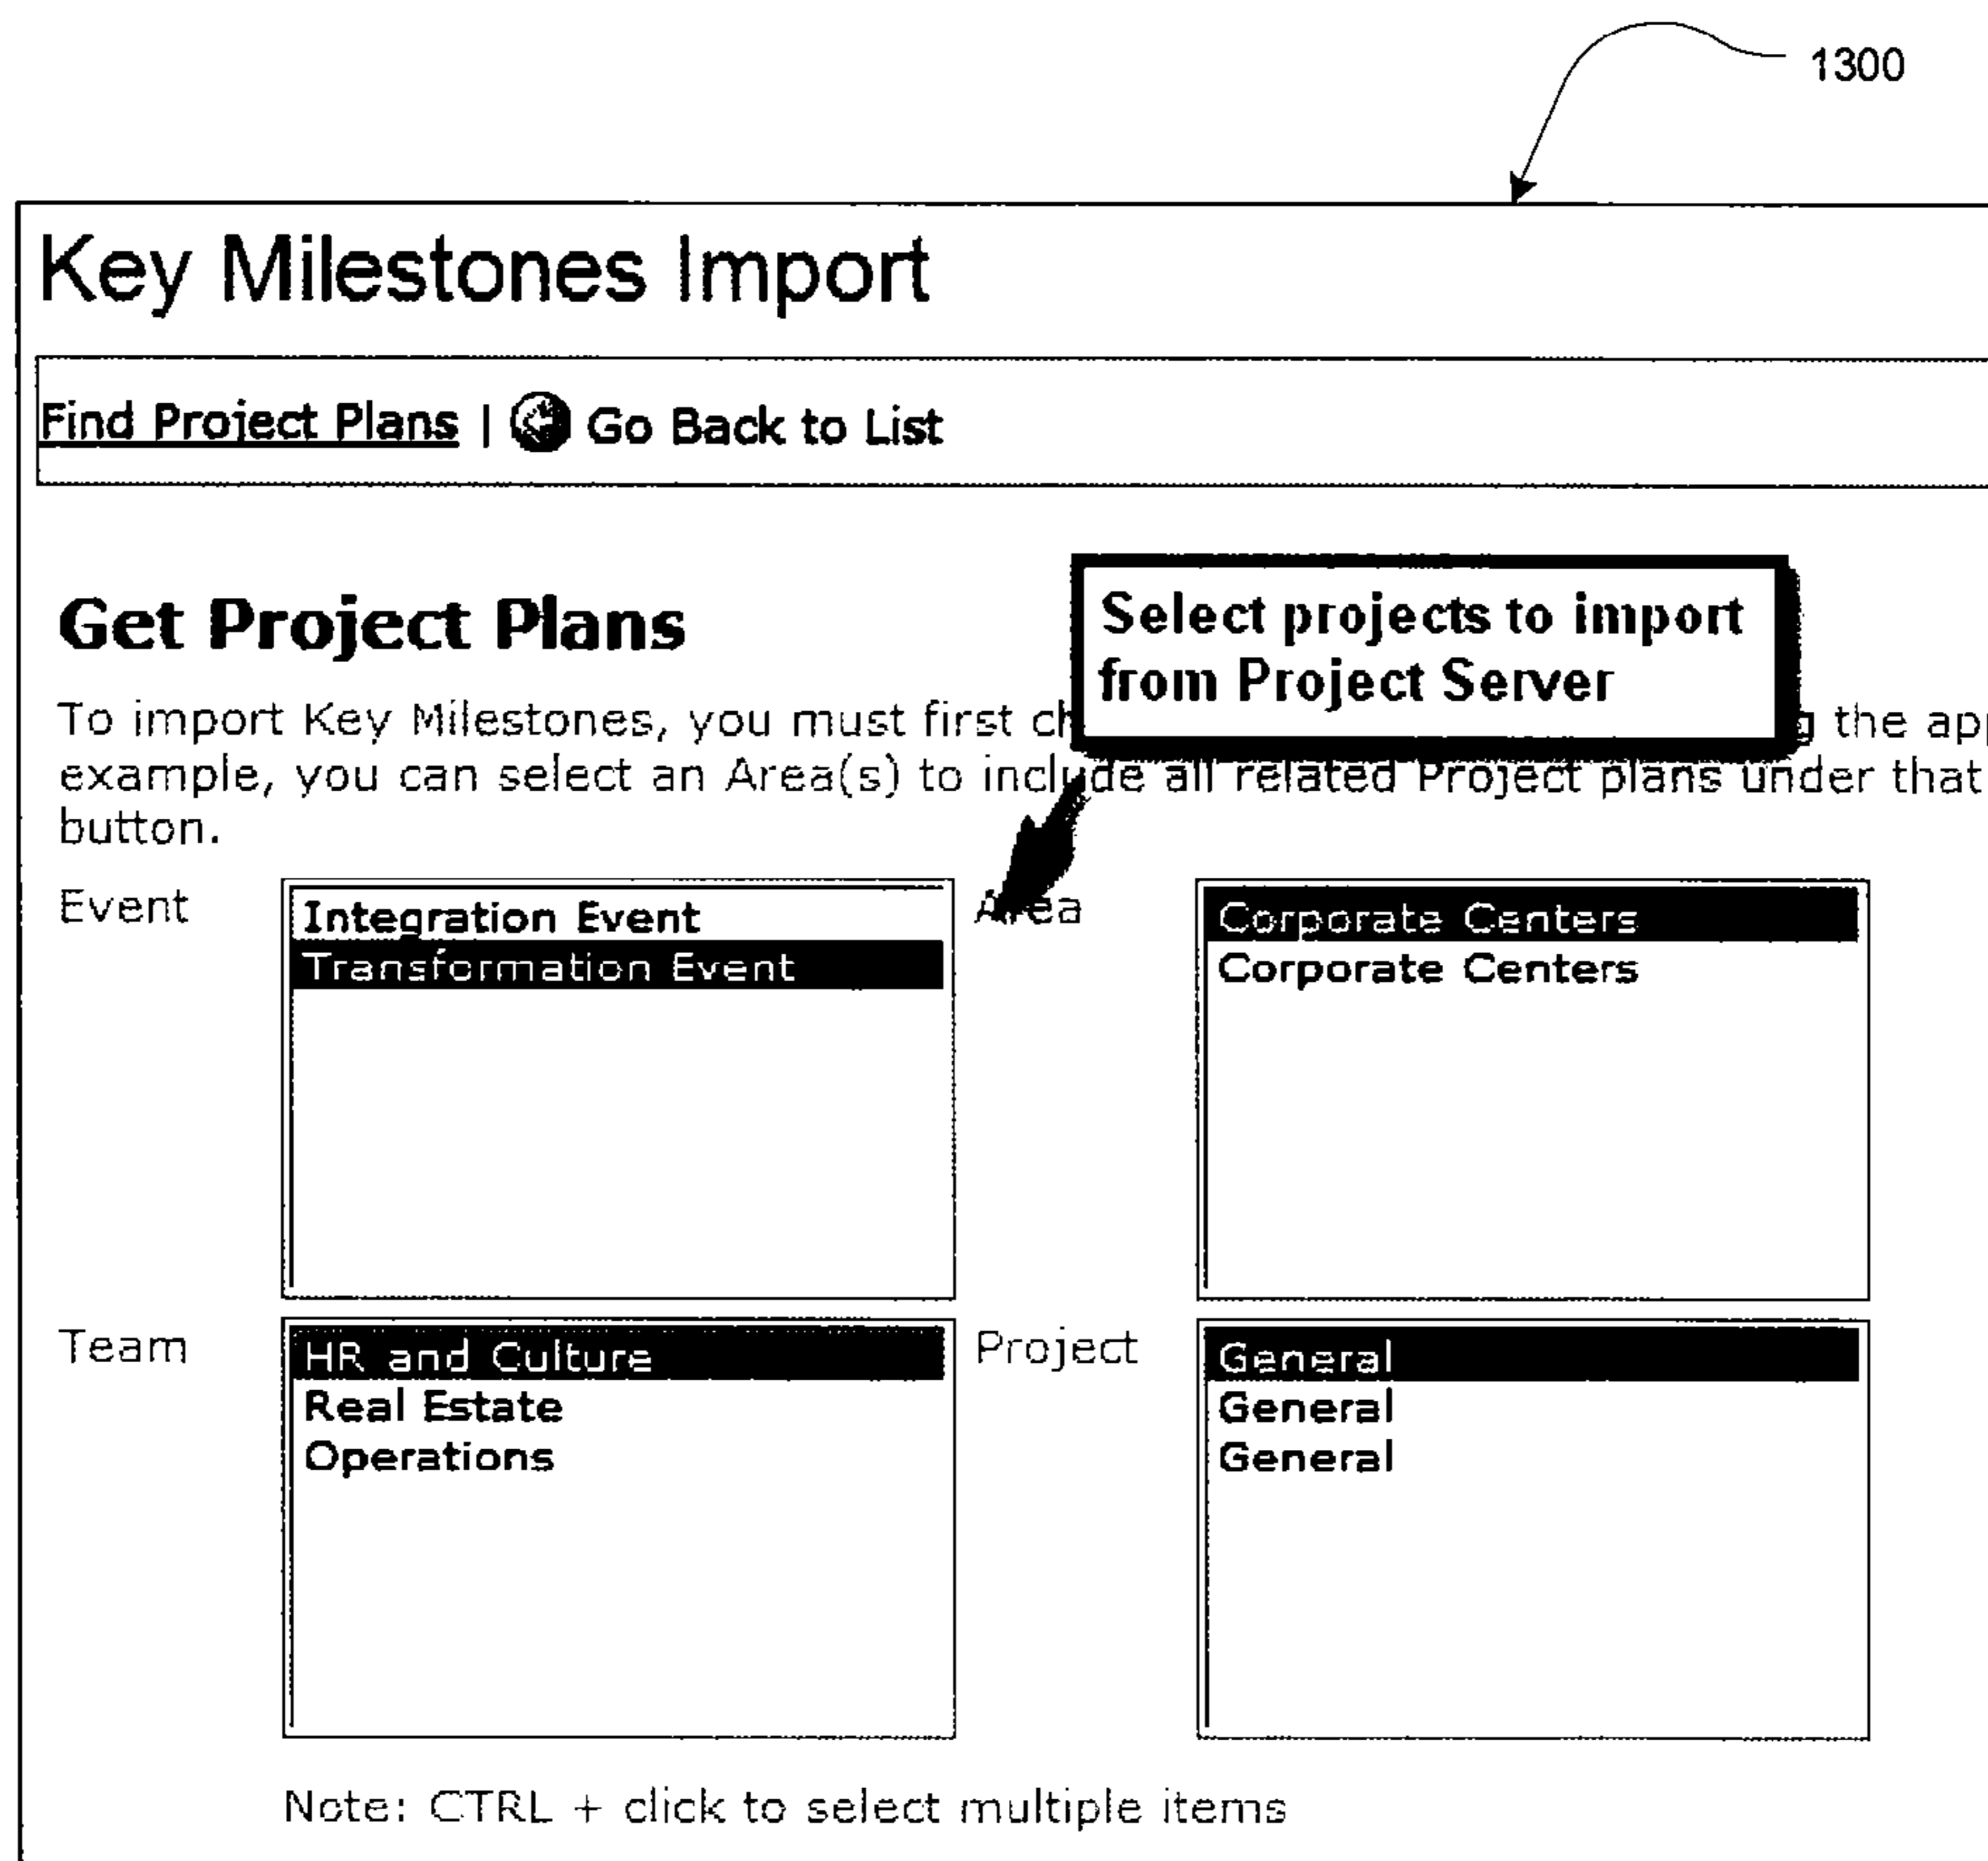 1300
Key Milestones Import
Find Project Plans | Go Back to List
Get Project Plans
Select projects to import
from Project Server
To import Key Milestones, you must first the
example, you can select an Area(s) to include all related Project plans under that
button.
Event
Integration Event
Transformation Event
Area
Corporate Centers
Corporate Centers
Team
HR and Culture
Real Estate
Operations
Project
General
General
General
Note: CTRL + click to select multiple items